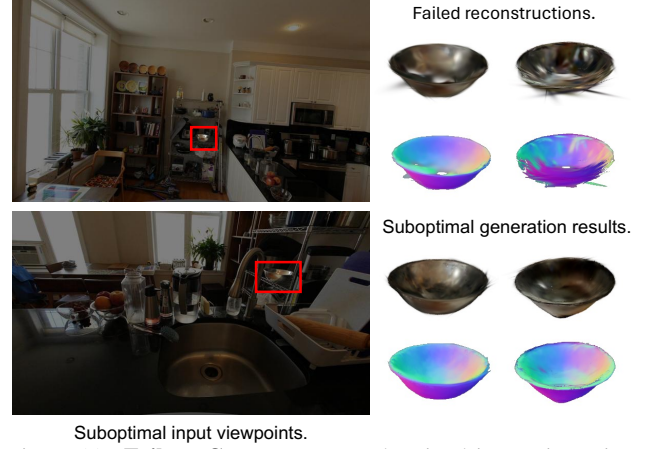 Failed reconstructions.
Suboptimal generation results.
Suboptimal input viewpoints.